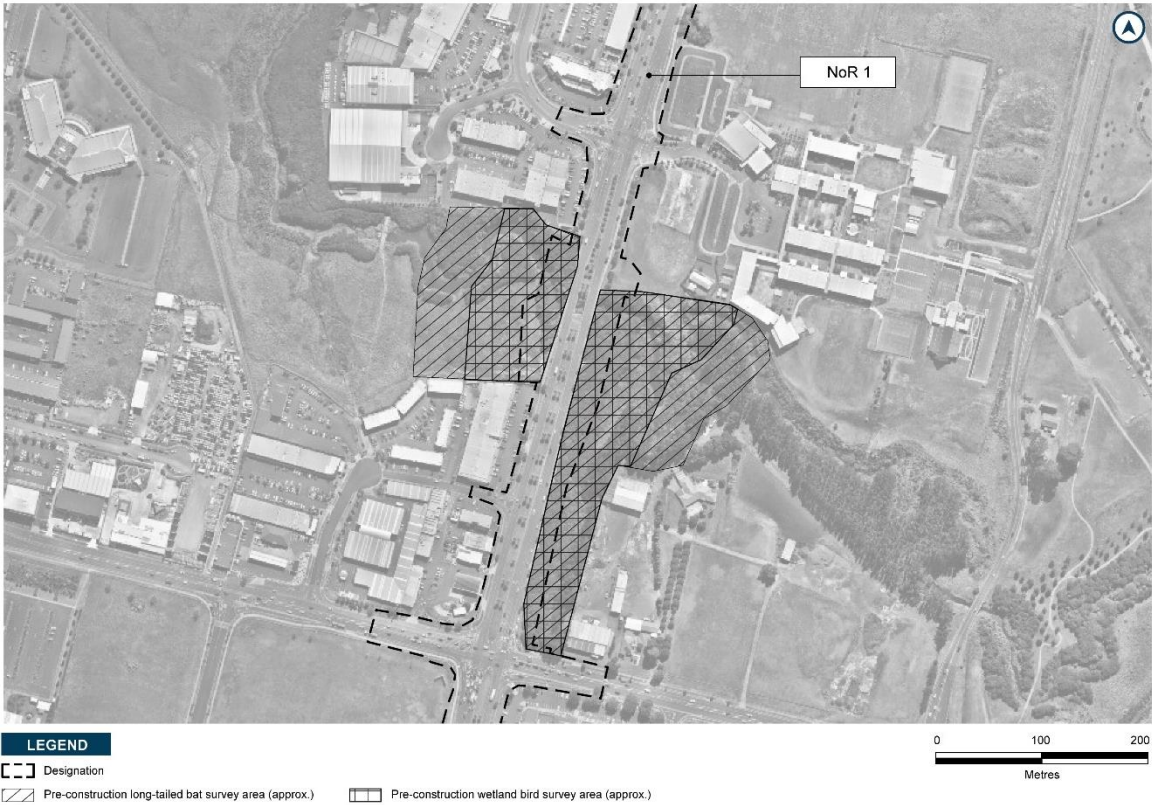 NoR 1
LEGEND
Designation
Pre-construction long-tailed bat survey area (approx.)
Pre-construction wetland bird survey area (approx.)
0 100 200
Metres